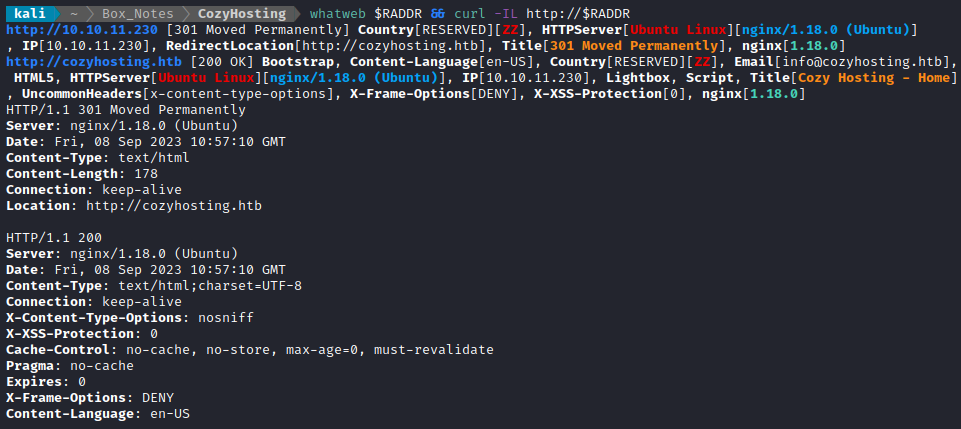 kali ~ Box_Notes CozyHosting whatweb $RADDR && curl -IL http://$RADDR
http://10.10.11.230 [301 Moved Permanently] Country[RESERVED][ZZ], HTTPServer[Ubuntu Linux][nginx/1.18.0 (Ubuntu)]
, IP[10.10.11.230], RedirectLocation[http://cozyhosting.htb], Title[301 Moved Permanently], nginx[1.18.0]
http://cozyhosting.htb [200 OK] Bootstrap, Content-Language[en-US], Country[RESERVED][ZZ], Email[info@cozyhosting.htb],
HTML5, HTTPServer[Ubuntu Linux][nginx/1.18.0 (Ubuntu)], IP[10.10.11.230], Lightbox, Script, Title[Cozy Hosting - Home]
, UncommonHeaders[x-content-type-options], X-Frame-Options[DENY], X-XSS-Protection[0], nginx[1.18.0]
HTTP/1.1 301 Moved Permanently
Server: nginx/1.18.0 (Ubuntu)
Date: Fri, 08 Sep 2023 10:57:10 GMT
Content-Type: text/html
Content-Length: 178
Connection: keep-alive
Location: http://cozyhosting.htb

HTTP/1.1 200
Server: nginx/1.18.0 (Ubuntu)
Date: Fri, 08 Sep 2023 10:57:10 GMT
Content-Type: text/html;charset=UTF-8
Connection: keep-alive
X-Content-Type-Options: nosniff
X-XSS-Protection: 0
Cache-Control: no-cache, no-store, max-age=0, must-revalidate
Pragma: no-cache
Expires: 0
X-Frame-Options: DENY
Content-Language: en-US